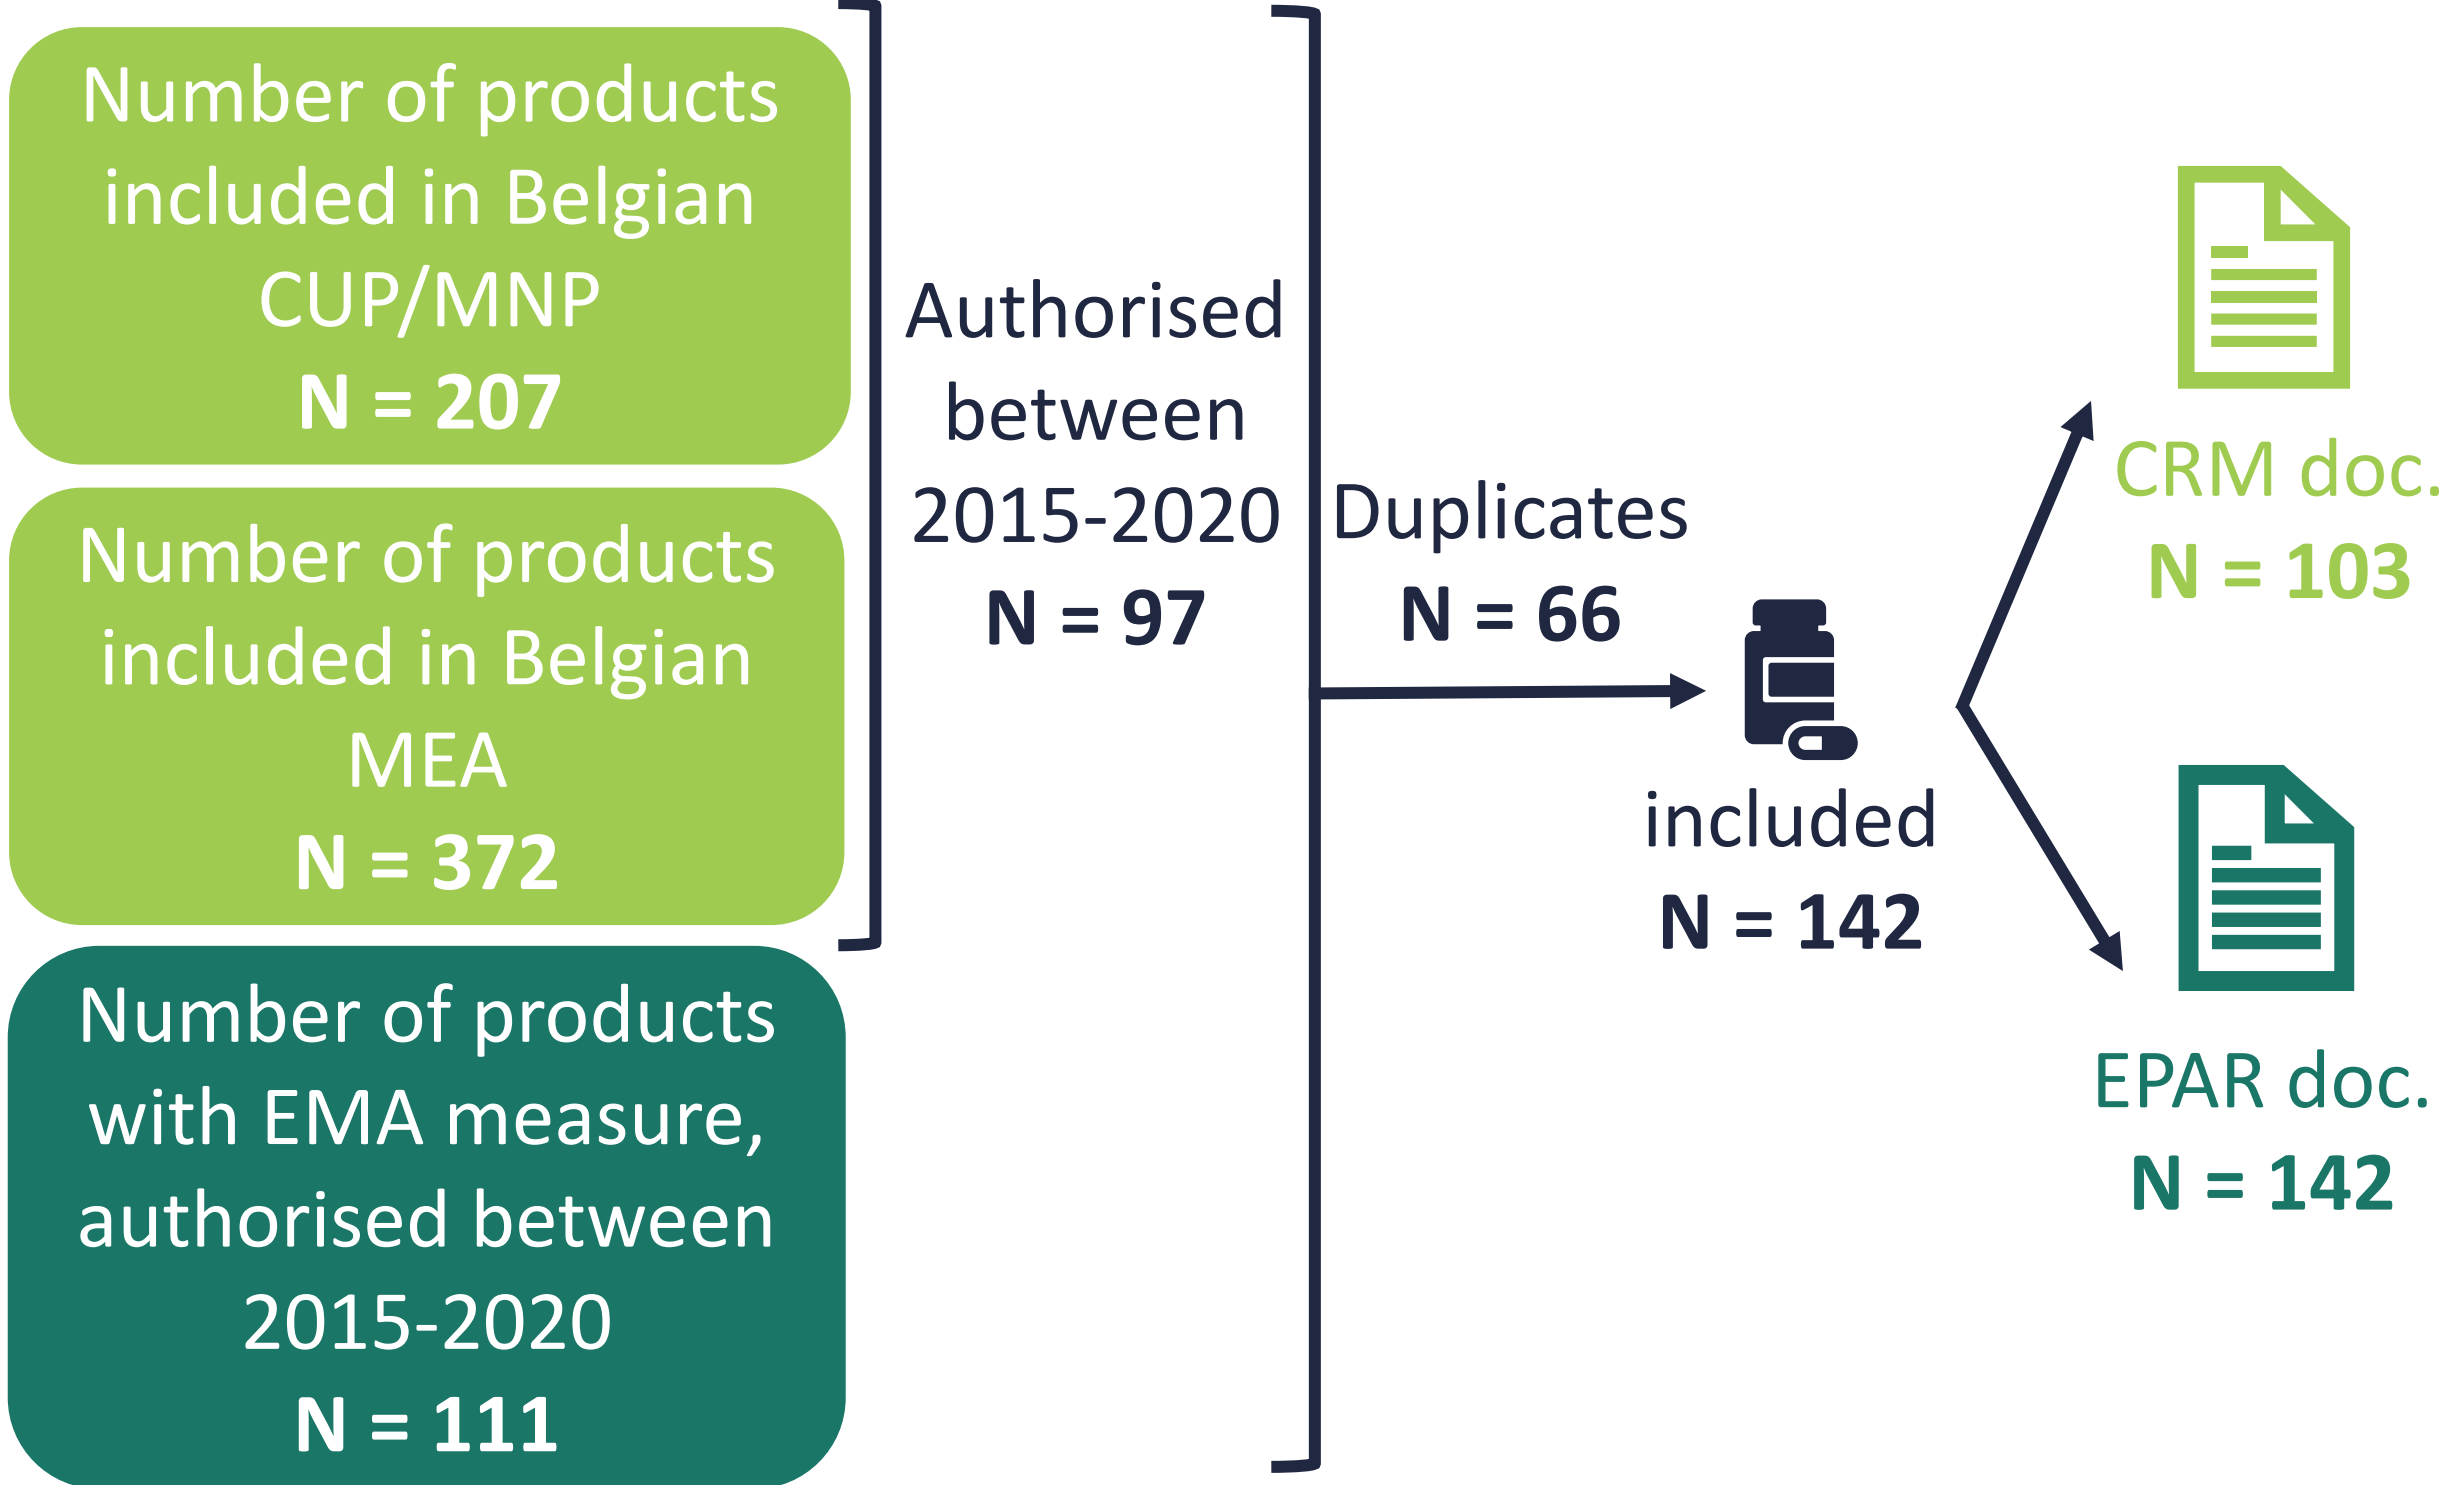 Number of products
included in Belgian
CUP/MNP
N = 207
Number of products
included in Belgian
MEA
N = 372
Number of products
with EMA measure,
authorised between
2015-2020
N = 111
Authorised
between
2015-2020
N = 97
Duplicates
N = 66
included
N = 142
CRM doc.
N = 103
EPAR doc.
N = 142